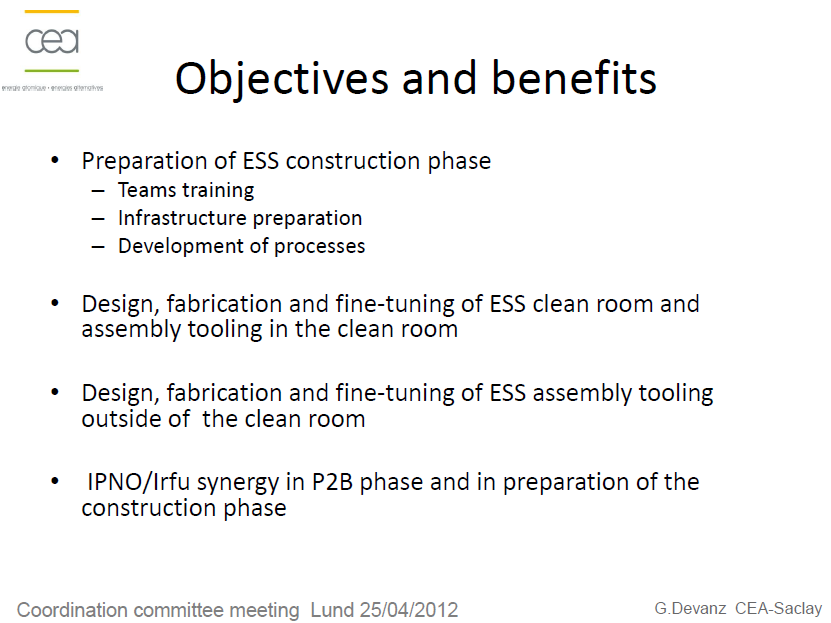 cea
énergie atomique • énergies alternatives
Objectives and benefits
• Preparation of ESS construction phase
– Teams training
– Infrastructure preparation
– Development of processes
• Design, fabrication and fine-tuning of ESS clean room and
assembly tooling in the clean room
• Design, fabrication and fine-tuning of ESS assembly tooling
outside of the clean room
• IPNO/Irfu synergy in P2B phase and in preparation of the
construction phase
Coordination committee meeting Lund 25/04/2012
G.Devanz CEA-Saclay